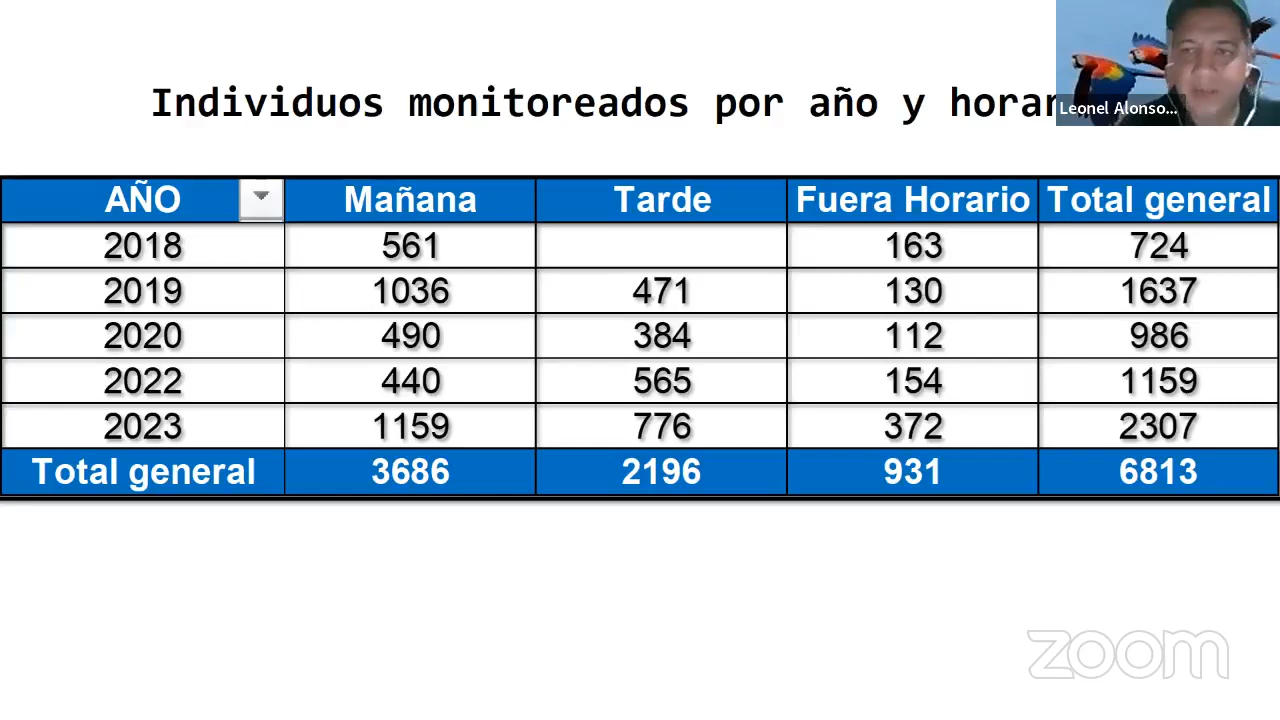 Individuos monitoreados por año y horar
Leonel Alonso...
AÑO Mañana Tarde Fuera Horario Total general
2018 561 163 724
2019 1036 471 130 1637
2020 490 384 112 986
2022 440 565 154 1159
2023 1159 776 372 2307
Total general 3686 2196 931 6813
zoom